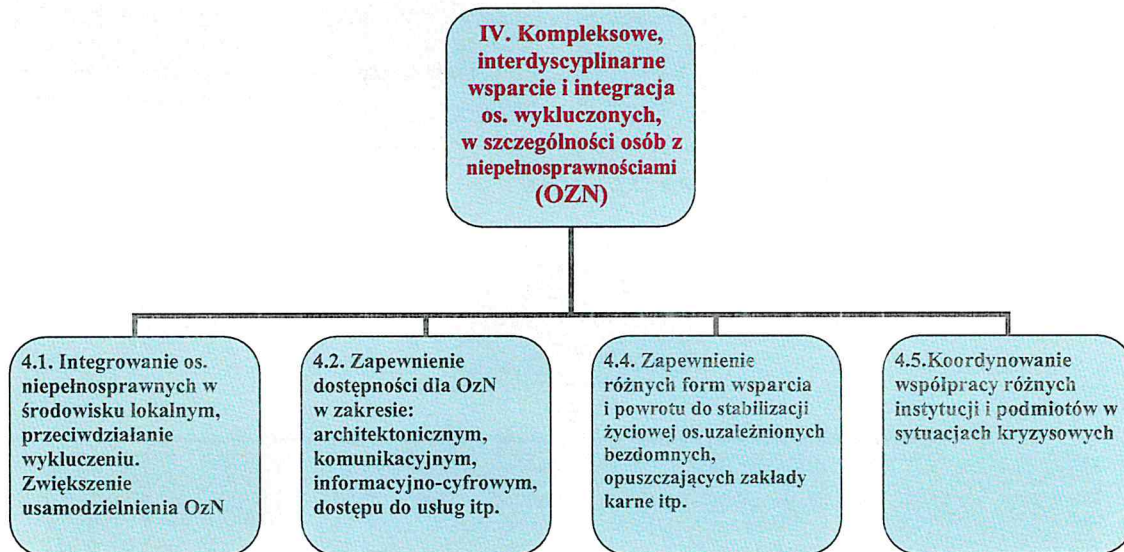 IV. Kompleksowe,
interdyscyplinarne
wsparcie i integracja
os. wykluczonych,
w szczególności osób z
niepełnosprawnościami
(OZN)
4.1. Integrowanie os.
niepełnosprawnych w
środowisku lokalnym,
przeciwdziałanie
wykluczeniu.
Zwiększenie
usamodzielnienia OzN
4.2. Zapewnienie
dostępności dla OzN
w zakresie:
architektonicznym,
komunikacyjnym,
informacyjno-cyfrowym,
dostępu do usług itp.
4.4. Zapewnienie
różnych form wsparcia
i powrotu do stabilizacji
życiowej os.uzależnionych
bezdomnych,
opuszczających zakłady
karne itp.
4.5.Koordynowanie
współpracy różnych
instytucji i podmiotów w
sytuacjach kryzysowych